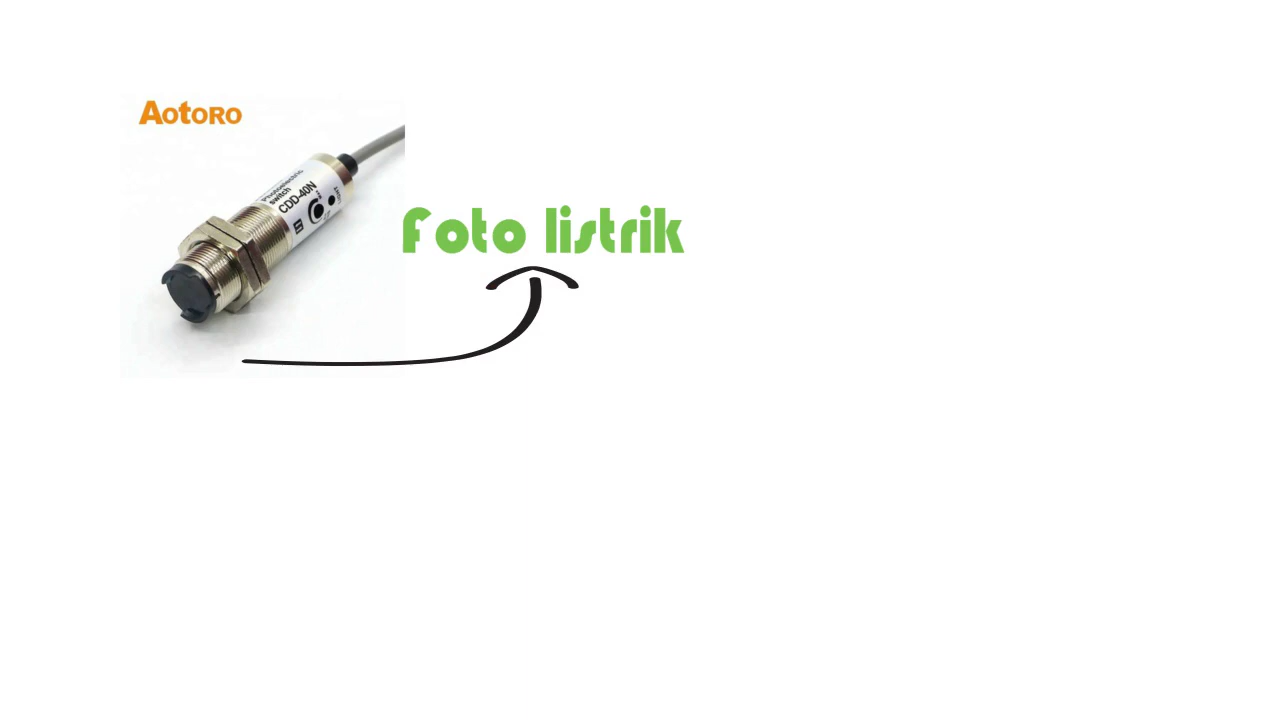 AOTORO
Photoelectric
switch
CDD-40N
Foto listrik